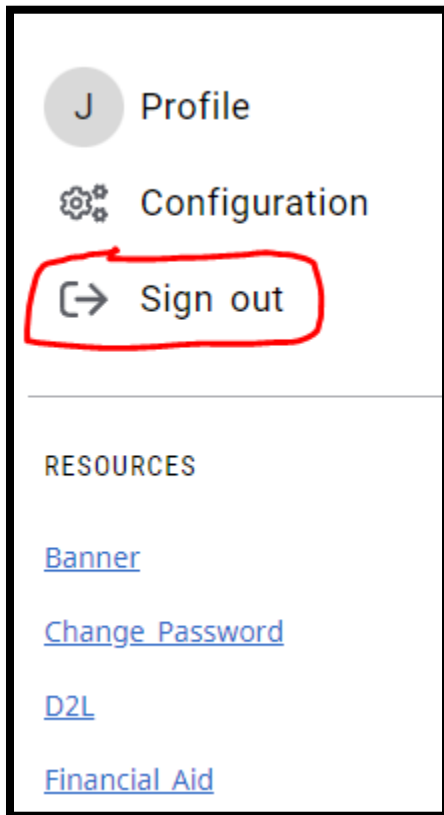 J Profile
Configuration
Sign out
RESOURCES
Banner
Change Password
D2L
Financial Aid